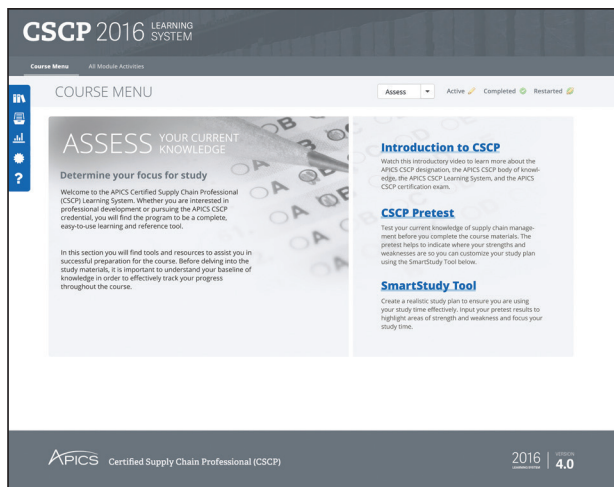 CSCP 2016 LEARNING SYSTEM
Course Menu All Module Activities
COURSE MENU
Assess Active Completed Restarted
?
ASSESS YOUR CURRENT KNOWLEDGE
Determine your focus for study
Welcome to the APICS Certified Supply Chain Professional
(CSCP) Learning System. Whether you are interested in
professional development or pursuing the APICS CSCP
credential, you will find the program to be a complete,
easy-to-use learning and reference tool.
In this section you will find tools and resources to assist you in
successful preparation for the course. Before delving into the
study materials, it is important to understand your baseline of
knowledge in order to effectively track your progress
throughout the course.
Introduction to CSCP
Watch this introductory video to learn more about the
APICS CSCP designation, the APICS CSCP body of knowl-
edge, the APICS CSCP Learning System, and the APICS
CSCP certification exam.
CSCP Pretest
Test your current knowledge of supply chain manage-
ment before you complete the course materials. The
pretest helps to indicate where your strengths and
weaknesses are so you can customize your study plan
using the SmartStudy Tool below.
SmartStudy Tool
Create a realistic study plan to ensure you are using
your study time effectively. Input your pretest results to
highlight areas of strength and weakness and focus your
study time.
APICS Certified Supply Chain Professional (CSCP)
2016 LEARNING SYSTEM VERSION 4.0